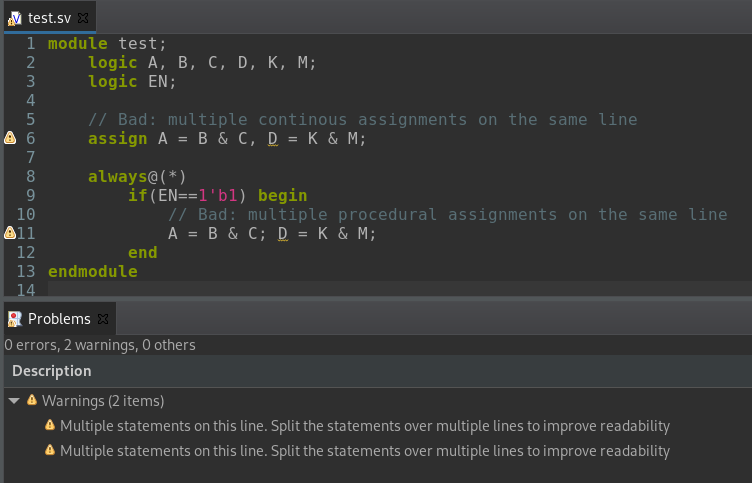 test.sv
1 module test;
2 logic A, B, C, D, K, M;
3 logic EN;
4
5 // Bad: multiple continous assignments on the same line
6 assign A = B & C, D = K & M;
7
8 always@(*)
9 if(EN==1'b1) begin
10 // Bad: multiple procedural assignments on the same line
11 A = B & C; D = K & M;
12 end
13 endmodule
14
Problems
0 errors, 2 warnings, 0 others
Description
Warnings (2 items)
Multiple statements on this line. Split the statements over multiple lines to improve readability
Multiple statements on this line. Split the statements over multiple lines to improve readability